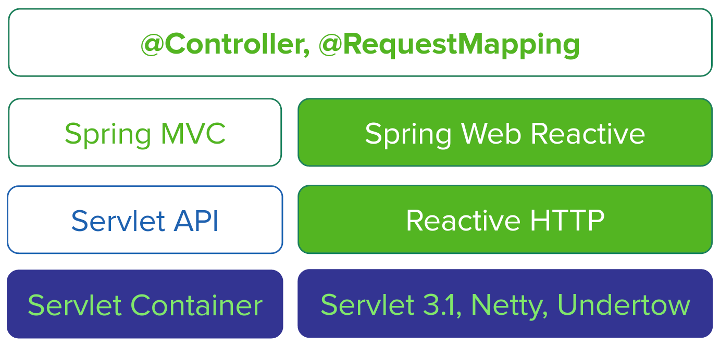 @Controller, @RequestMapping
Spring MVC
Spring Web Reactive
Servlet API
Reactive HTTP
Servlet Container
Servlet 3.1, Netty, Undertow